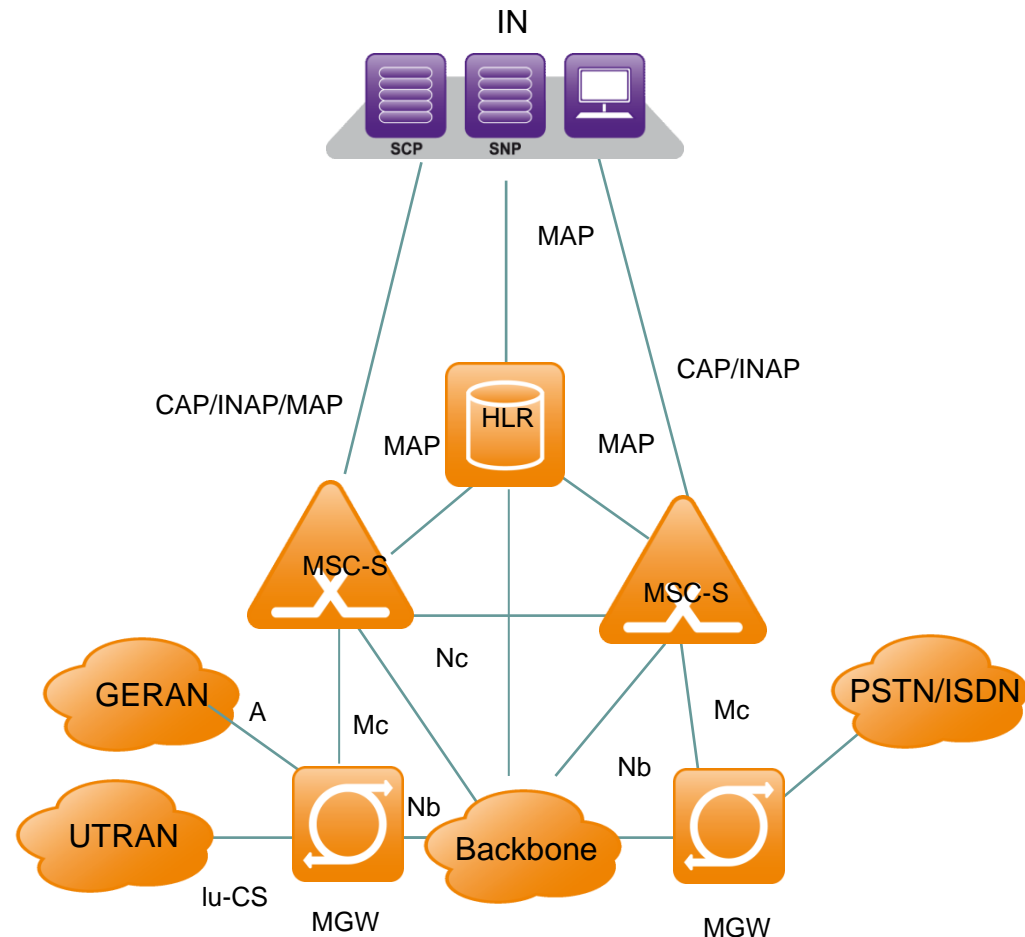 IN
SCP
SNP
MAP
CAP/INAP
CAP/INAP/MAP
HLR
MAP
MAP
MSC-S
MSC-S
Nc
GERAN
A
Mc
Mc
PSTN/ISDN
Nb
Nb
UTRAN
Backbone
lu-CS
MGW
MGW